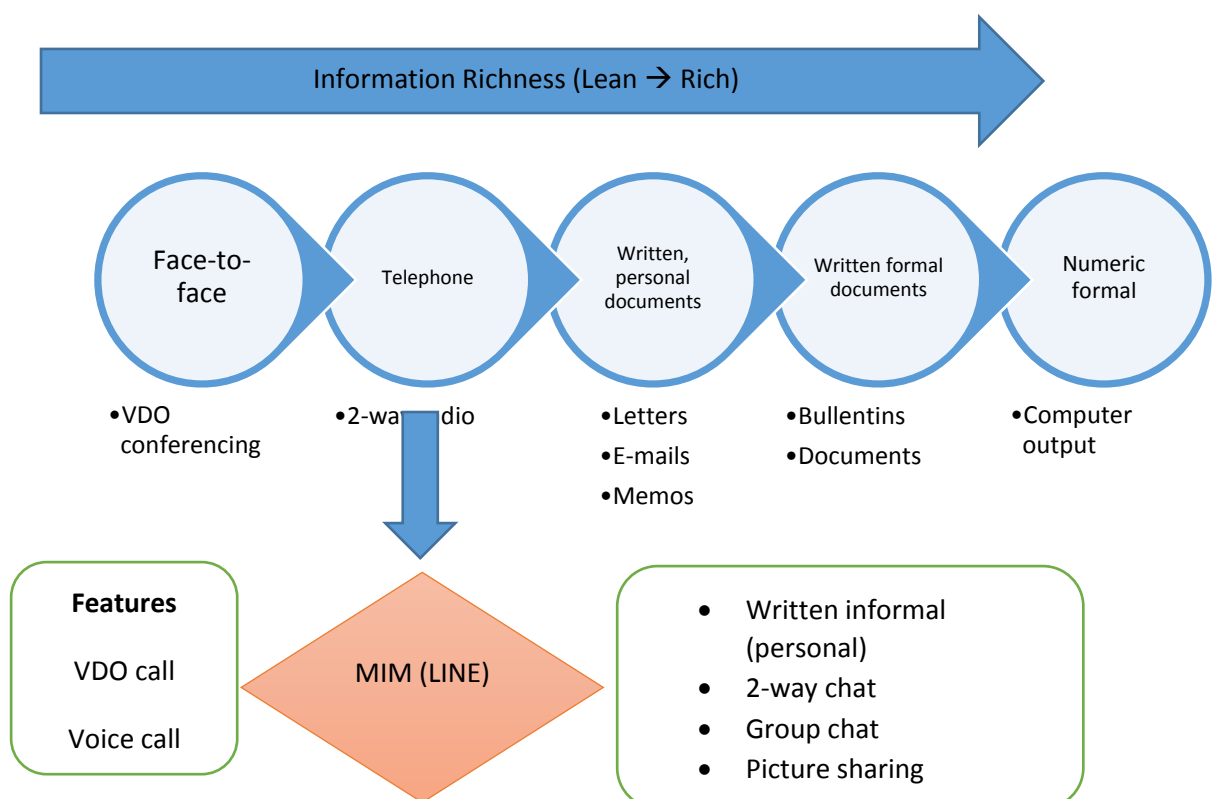 Information Richness (Lean → Rich)
Face-to-
face
Telephone
Written,
personal
documents
Written formal
documents
Numeric
formal
•VDO
conferencing
•2-wa dio
•Letters
•E-mails
•Memos
•Bullentins
•Documents
•Computer
output
Features
VDO call
Voice call
MIM (LINE)
• Written informal
(personal)
• 2-way chat
• Group chat
• Picture sharing